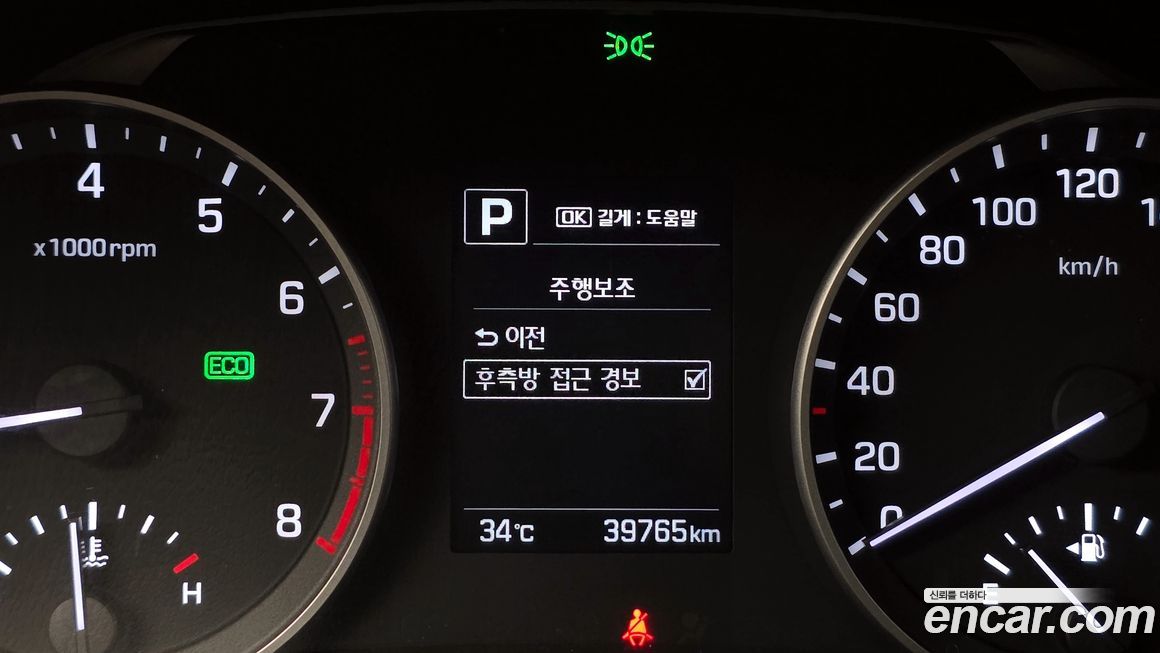 4
5
6
7
8
x1000rpm
ECO
H
P
OK 길게 : 도움말
주행보조
이전
후측방 접근 경보
34°C
39765km
120
100
80
60
40
20
0
km/h
E
신뢰를 더하다
encar.com